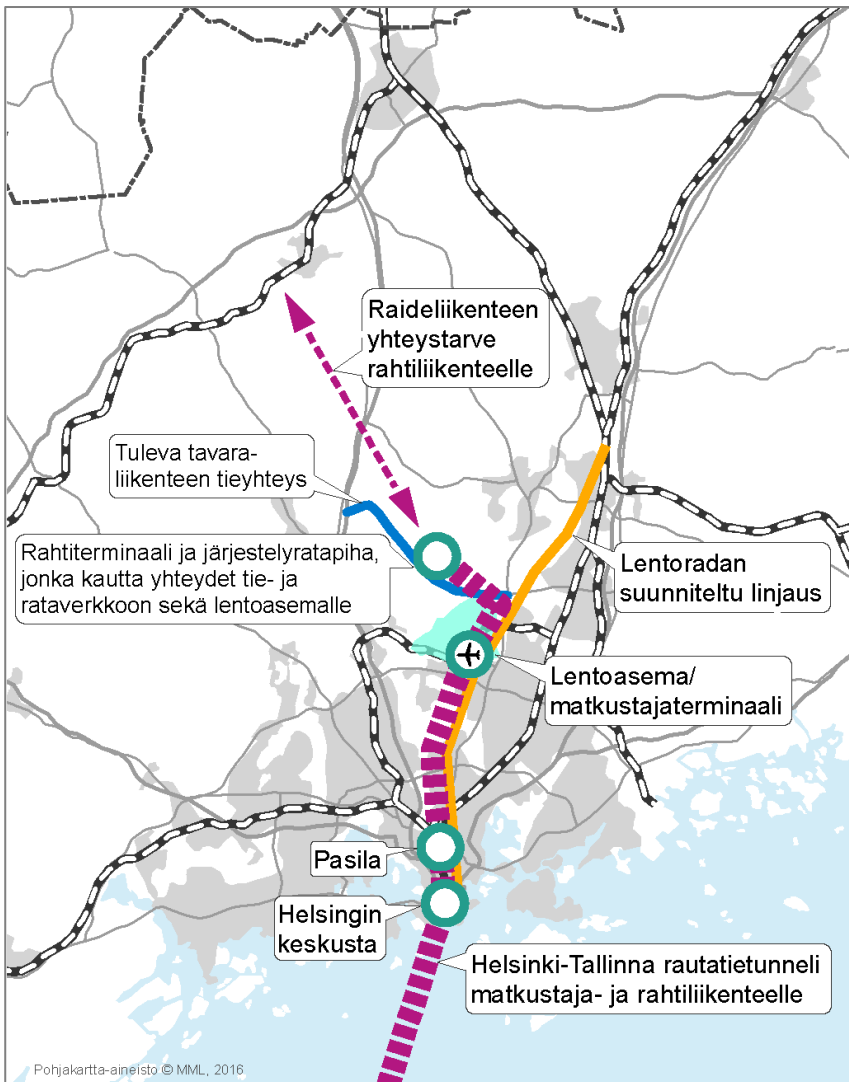 Raideliikenteen
yhteystarve
rahtiliikenteelle
Tuleva tavara-
liikenteen tieyhteys
Rahtiterminaali ja järjestelyratapiha,
jonka kautta yhteydet tie- ja
rataverkkoon sekä lentoasemalle
Lentoradan
suunniteltu linjaus
Lentoasema/
matkustajaterminaali
Pasila
Helsingin
keskusta
Helsinki-Tallinna rautatietunneli
matkustaja- ja rahtiliikenteelle
Pohjakartta-aineisto © MML, 2016